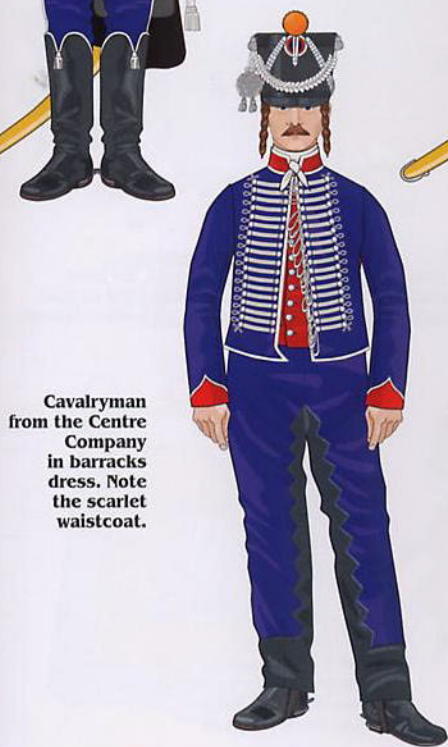 Cavalryman
from the Centre
Company
in barracks
dress. Note
the scarlet
waistcoat.